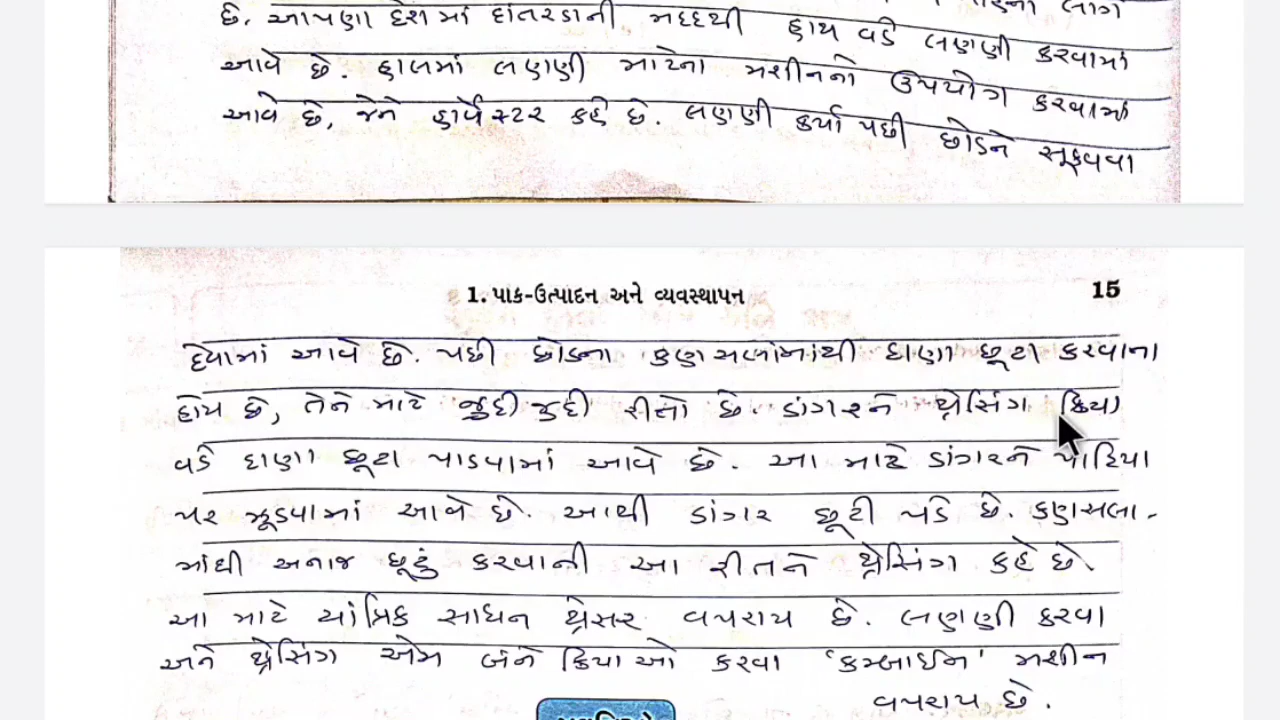 લાગે
છે. આપણા દેશમાં દાંતરડાની મદદથી હાથ વડે લણણી કરવામાં
આવે છે. હાલમાં લણણી માટેના મશીનનો ઉપયોગ કરવામાં
આવે છે, જેને હાર્વેસ્ટર કહે છે. લણણી કર્યા પછી છોડને સૂકવવા
1. પાક-ઉત્પાદન અને વ્યવસ્થાપન 15
દેવામાં આવે છે. પછી છોડના કણસલાંમાંથી દાણા છૂટા કરવાના
હોય છે, તેને માટે જુદી જુદી રીતો છે. ડાંગરને થ્રેસિંગ ક્રિયા
વડે દાણા છૂટા પાડવામાં આવે છે. આ માટે ડાંગરને પાટિયા
પર ઝૂડવામાં આવે છે. આથી ડાંગર છૂટી પડે છે. કણસલા-
માંથી અનાજ છૂટું કરવાની આ રીતને થ્રેસિંગ કહે છે.
આ માટે યાંત્રિક સાધન થ્રેસર વપરાય છે. લણણી કરવા
અને થ્રેસિંગ એમ બંને ક્રિયાઓ કરવા 'કમ્બાઈન' મશીન
વપરાય છે.